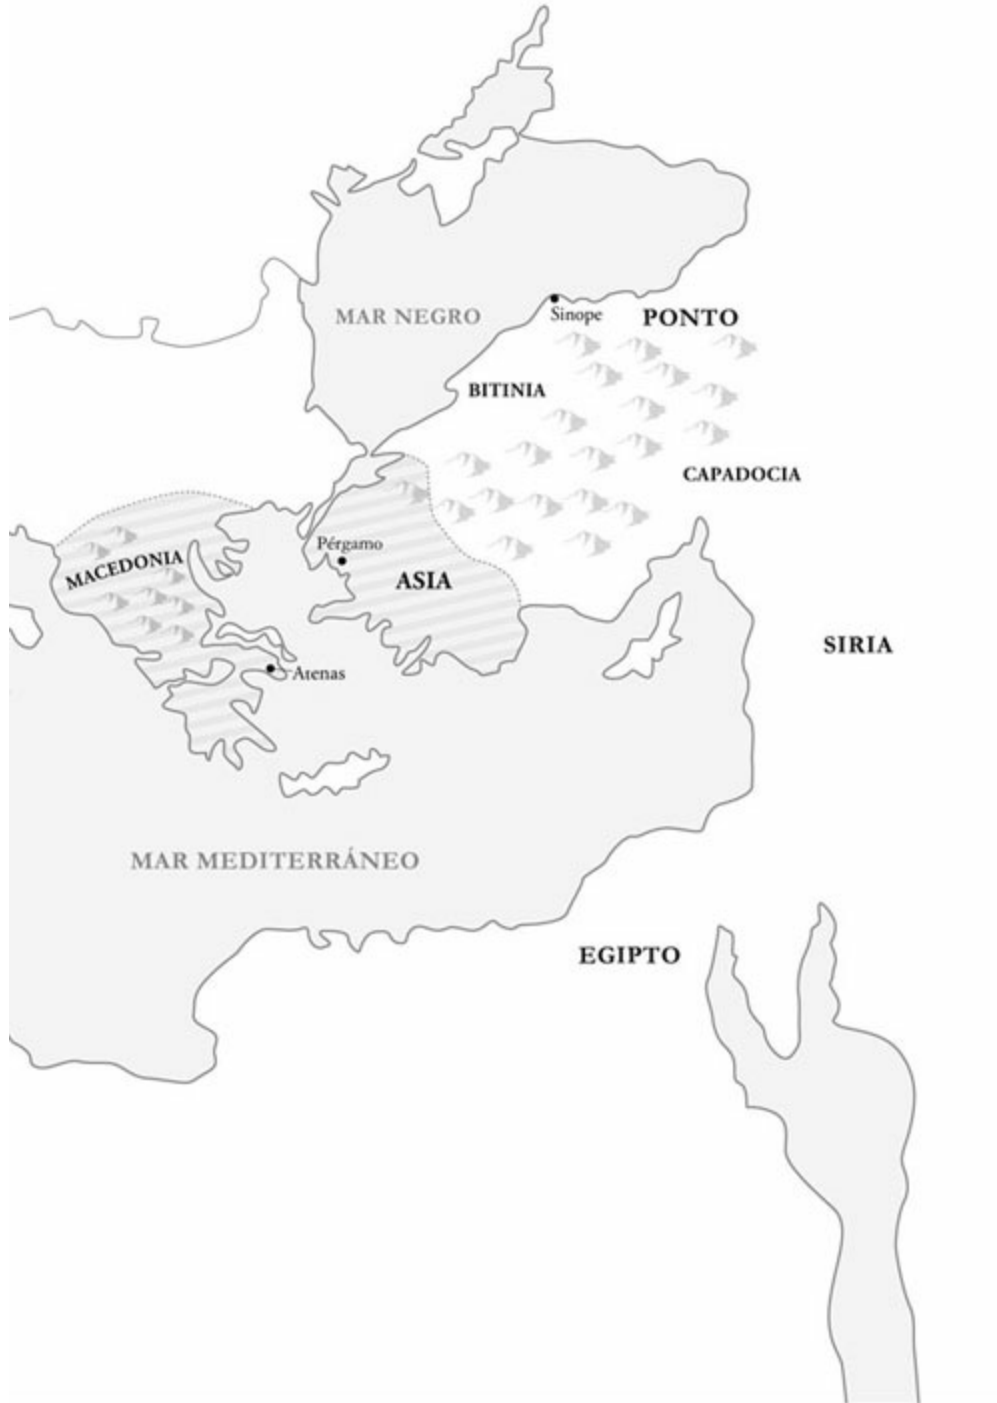 MAR NEGRO
Sinope
PONTO
BITINIA
CAPADOCIA
Pérgamo
MACEDONIA
ASIA
SIRIA
Atenas
MAR MEDITERRÁNEO
EGIPTO